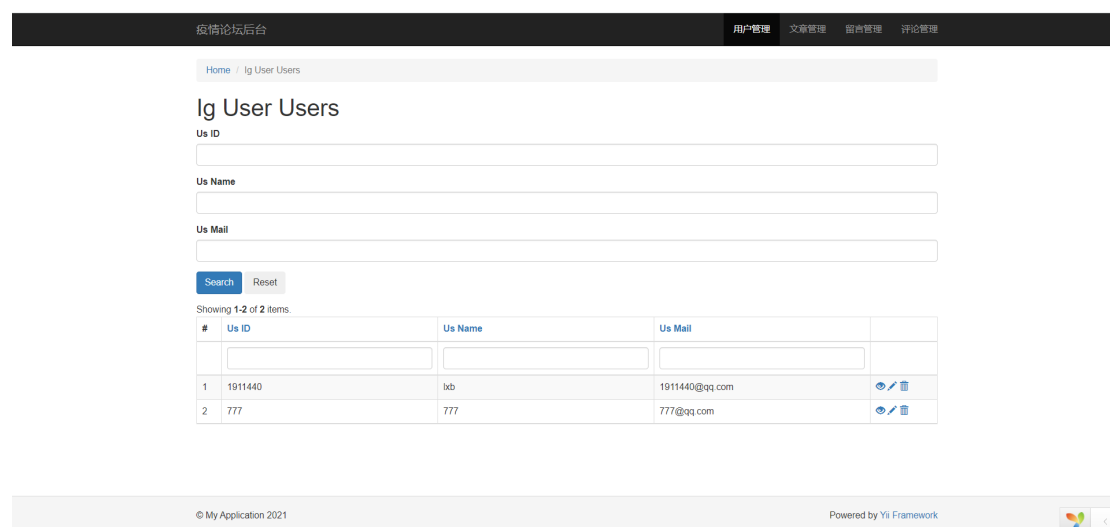 疫情论坛后台 用户管理 文章管理 留言管理 评论管理
Home / Ig User Users
Ig User Users
Us ID
Us Name
Us Mail
Search Reset
Showing 1-2 of 2 items.
# Us ID Us Name Us Mail
1 1911440 lxb 1911440@qq.com
2 777 777 777@qq.com
© My Application 2021 Powered by Yii Framework